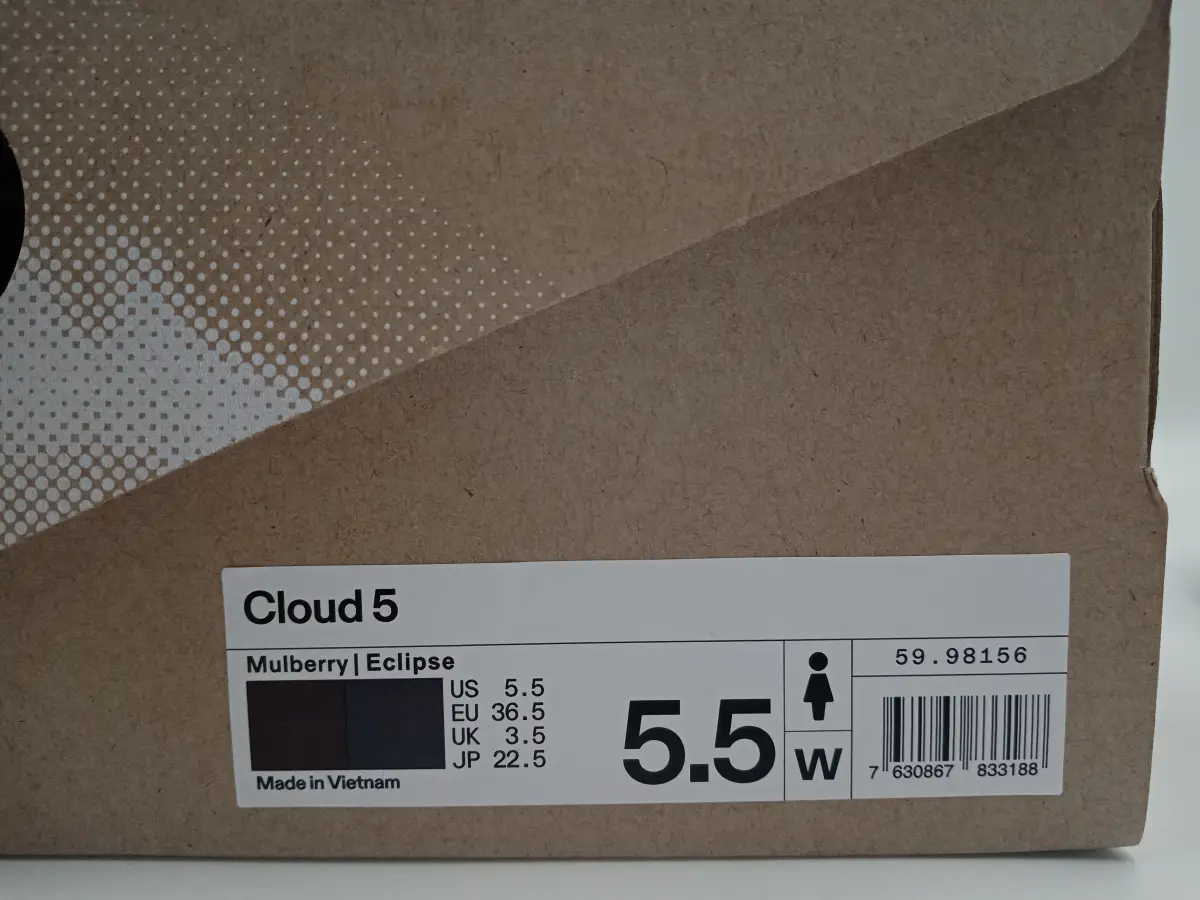 Cloud 5
Mulberry | Eclipse
US 5.5
EU 36.5
UK 3.5
JP 22.5
Made in Vietnam
5.5
W
59.98156
7 630867 833188